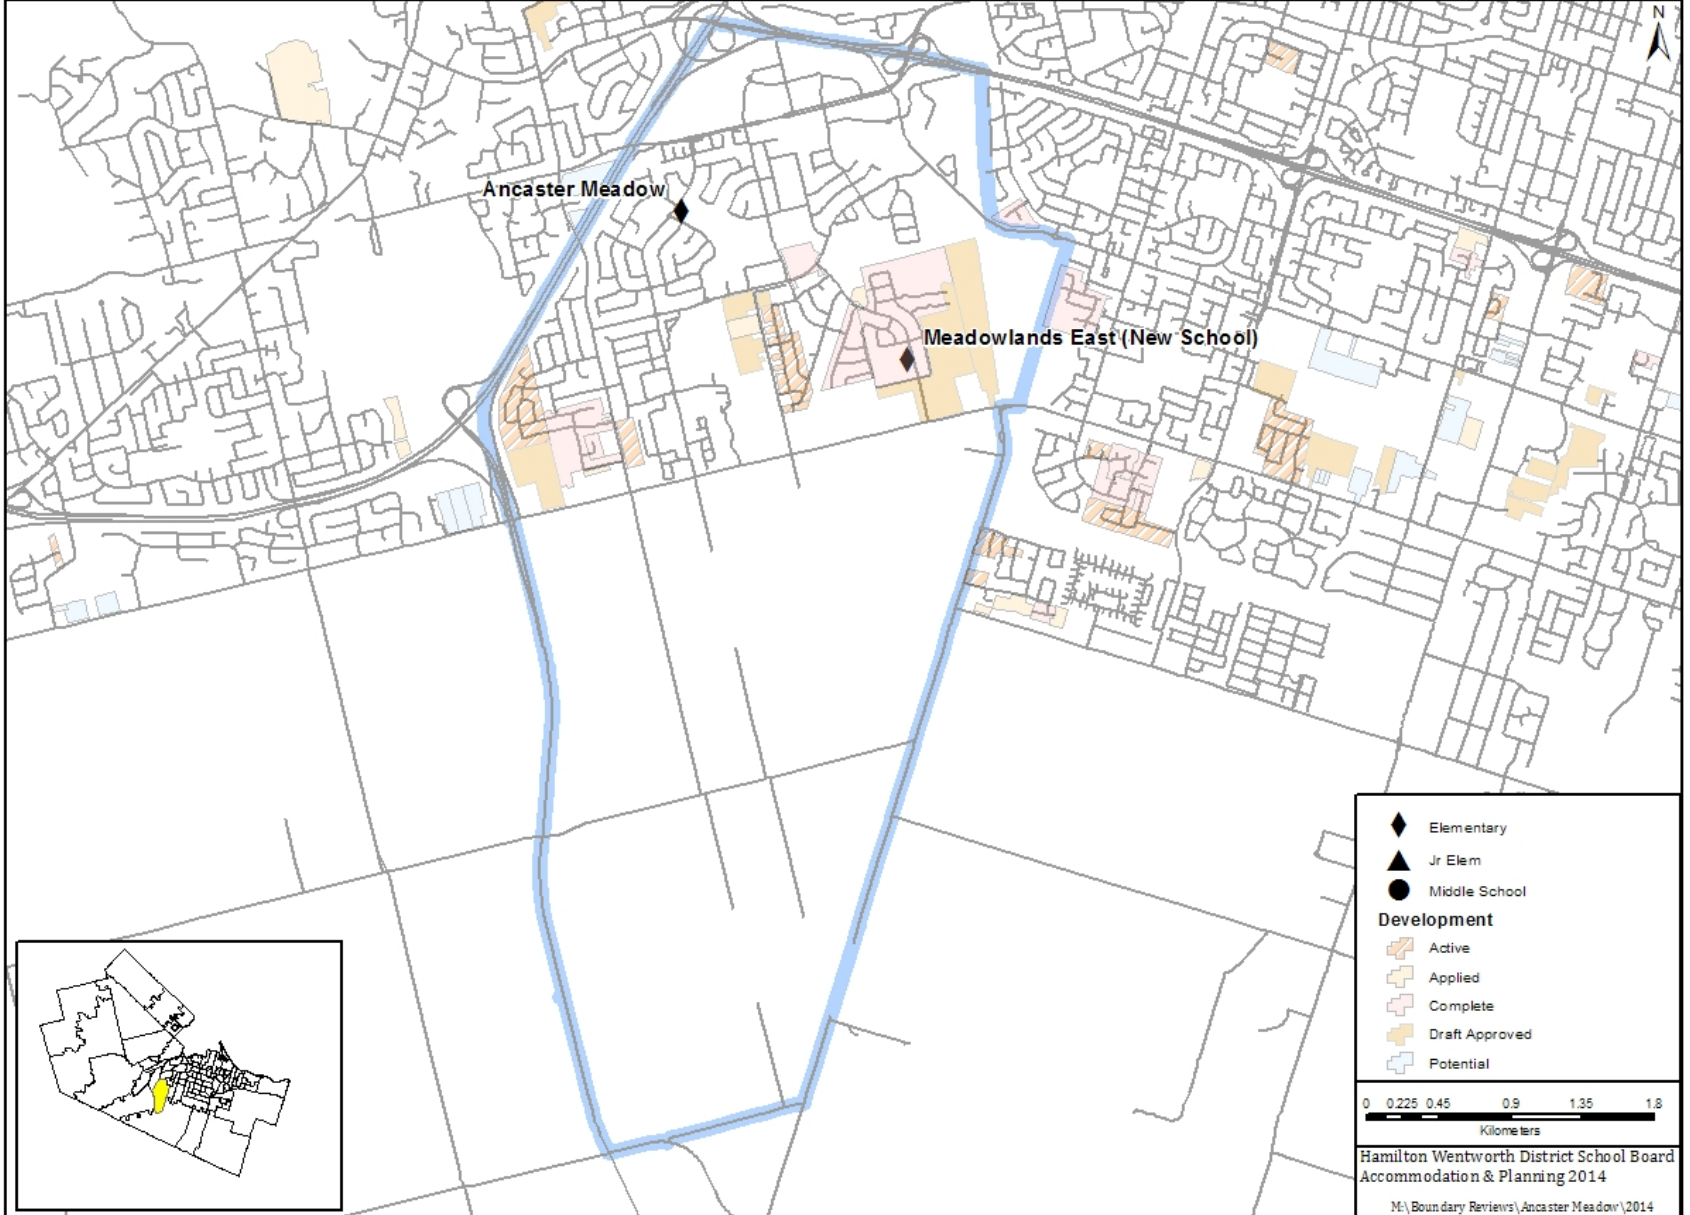 N
Ancaster Meadow
Meadowlands East (New School)
Elementary
Jr Elem
Middle School
Development
Active
Applied
Complete
Draft Approved
Potential
0 0.225 0.45 0.9 1.35 1.8
Kilometers
Hamilton Wentworth District School Board
Accommodation & Planning 2014
M:\Boundary Reviews\Ancaster Meadow\2014